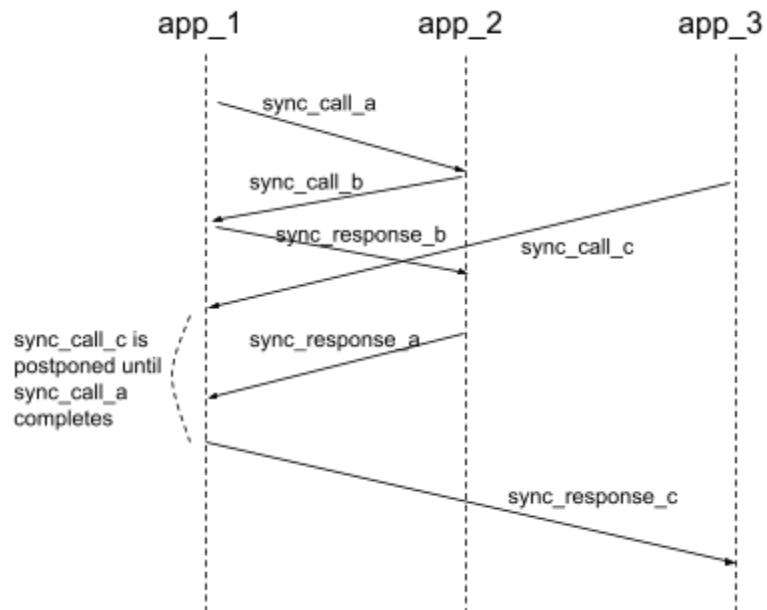 app_1 app_2 app_3
sync_call_a
sync_call_b
sync_response_b
sync_call_c
sync_call_c is
postponed until
sync_call_a
completes
sync_response_a
sync_response_c